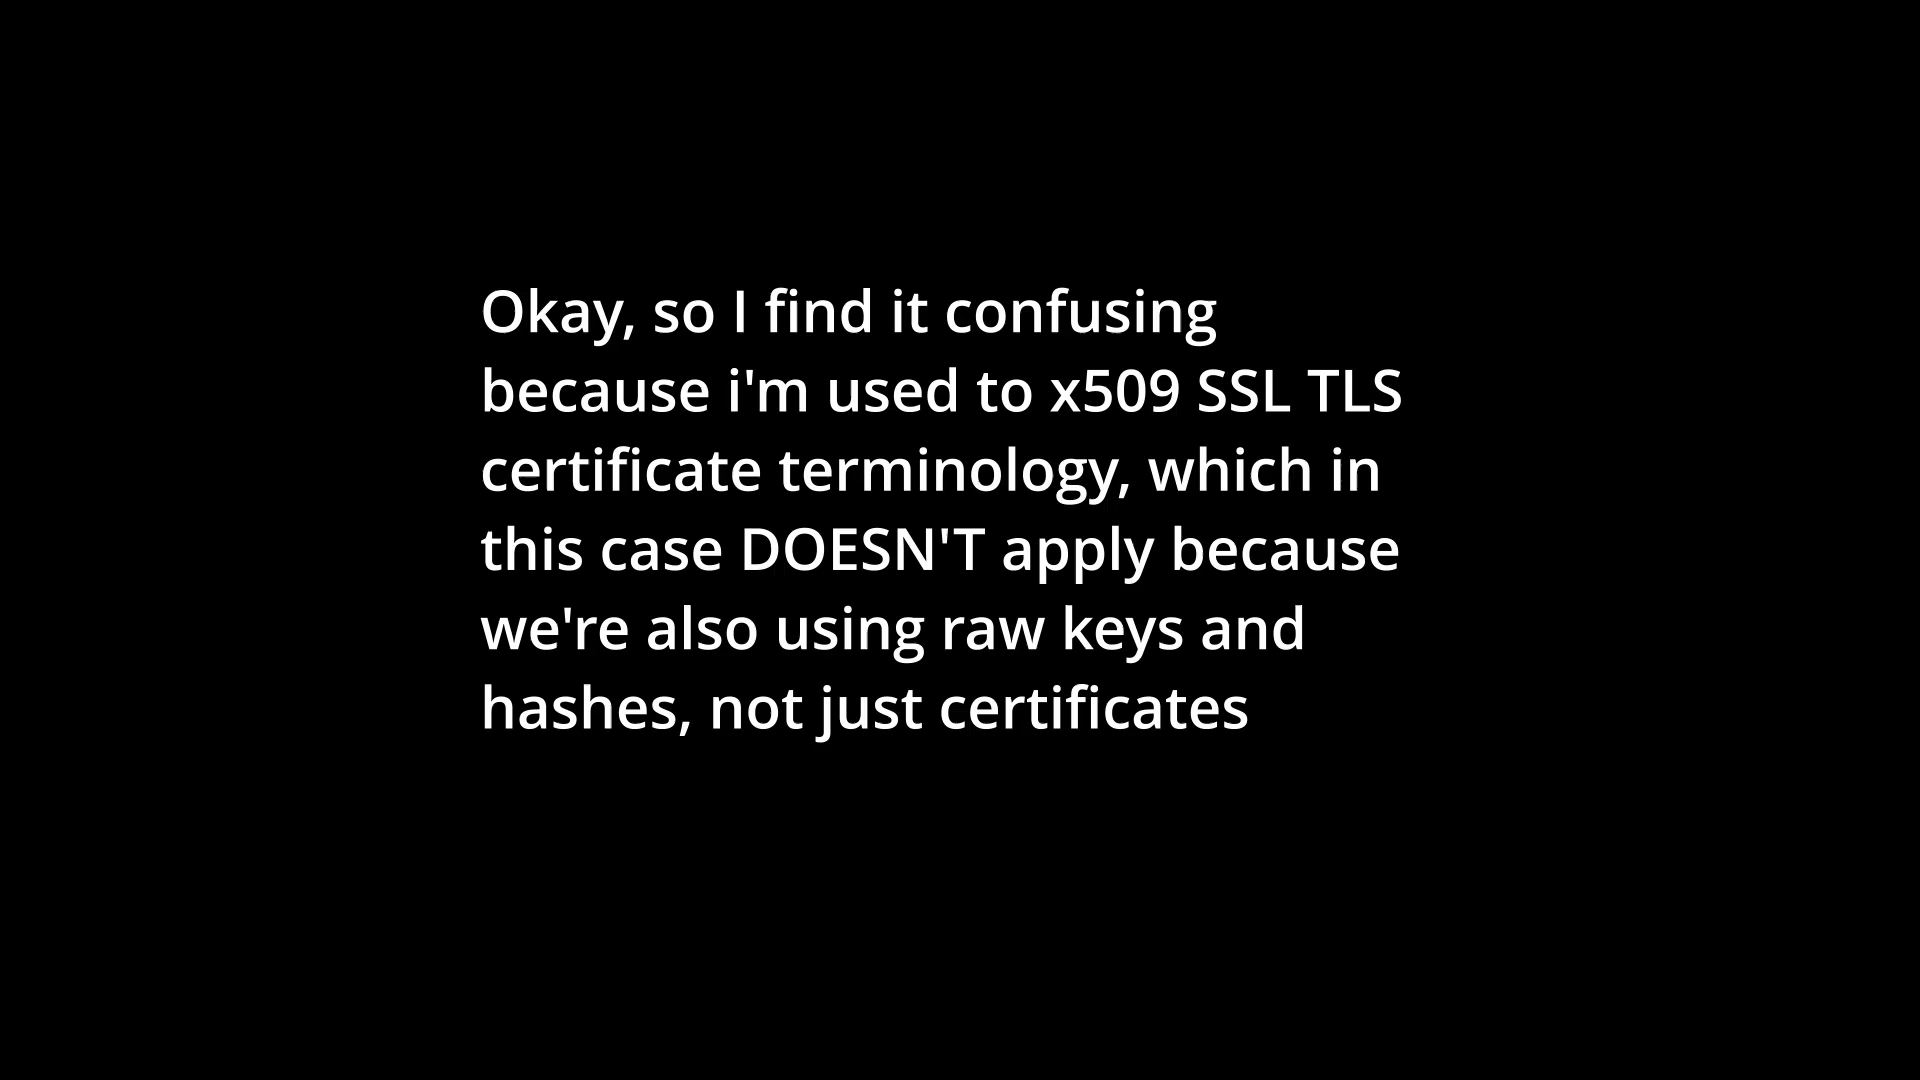 Okay, so I find it confusing
because i'm used to x509 SSL TLS
certificate terminology, which in
this case DOESN'T apply because
we're also using raw keys and
hashes, not just certificates